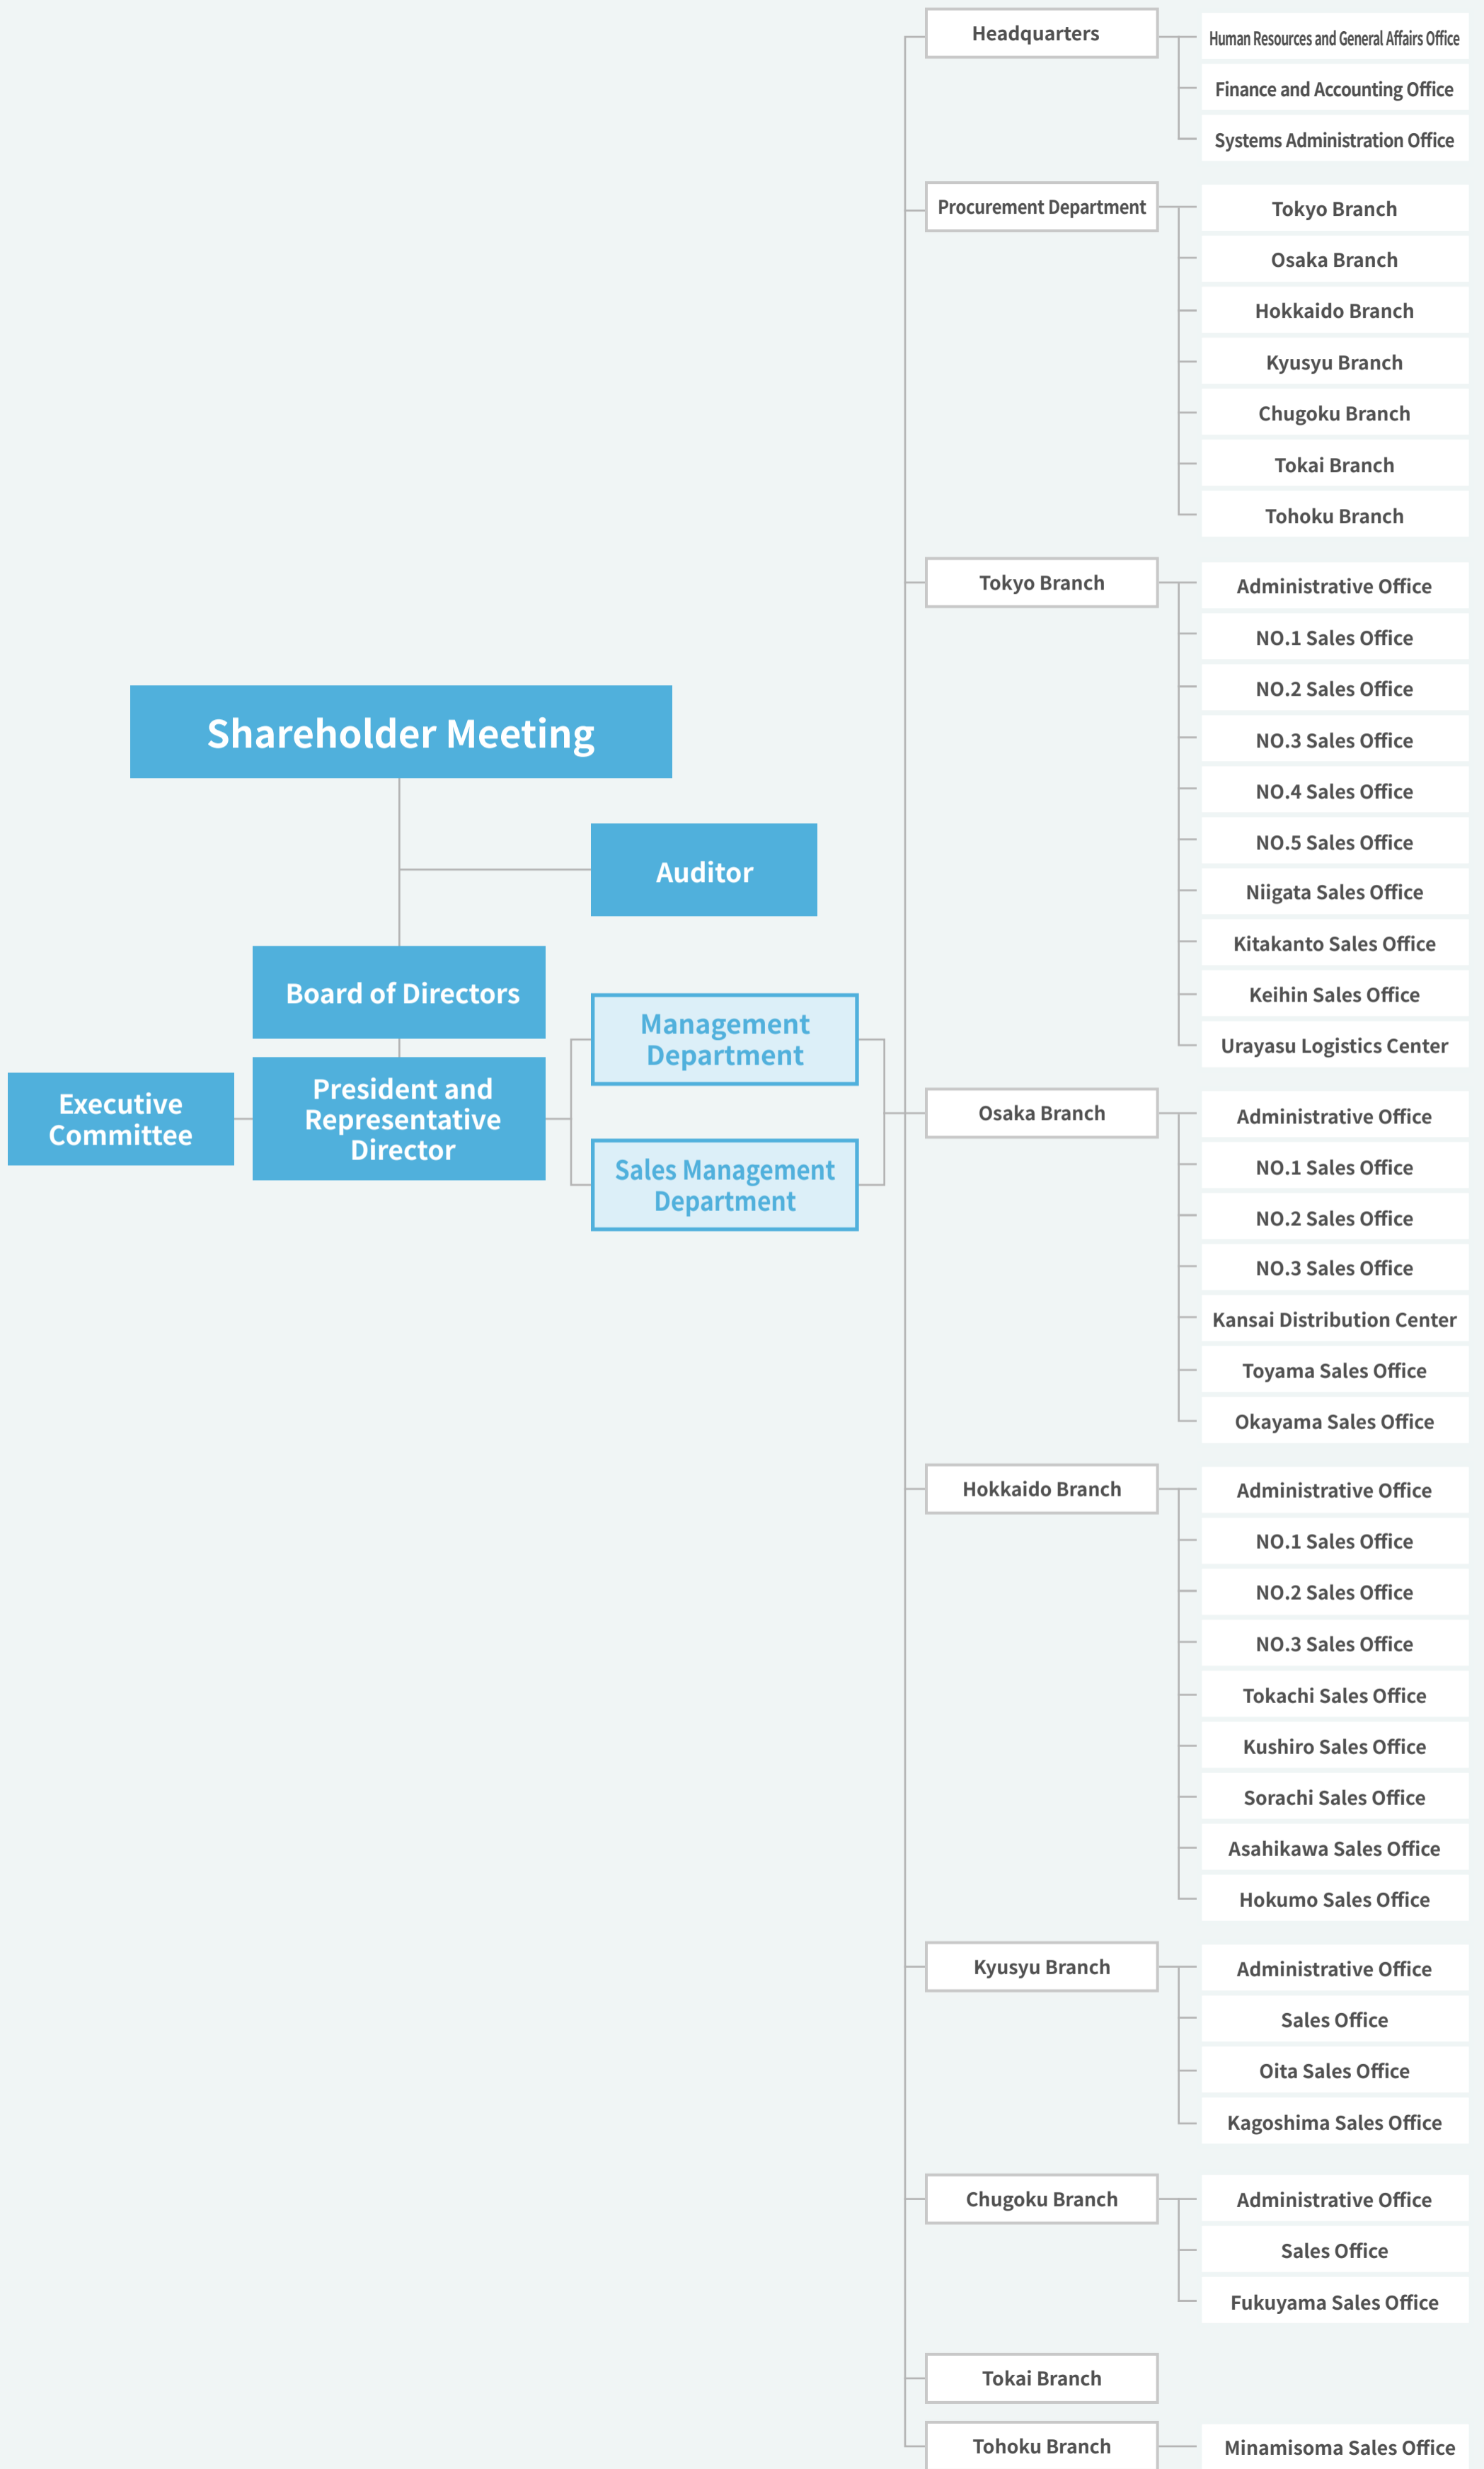 Shareholder Meeting
Auditor
Board of Directors
Executive
Committee
President and
Representative
Director
Management
Department
Sales Management
Department
Headquarters
Human Resources and General Affairs Office
Finance and Accounting Office
Systems Administration Office
Procurement Department
Tokyo Branch
Osaka Branch
Hokkaido Branch
Kyusyu Branch
Chugoku Branch
Tokai Branch
Tohoku Branch
Tokyo Branch
Administrative Office
NO.1 Sales Office
NO.2 Sales Office
NO.3 Sales Office
NO.4 Sales Office
NO.5 Sales Office
Niigata Sales Office
Kitakanto Sales Office
Keihin Sales Office
Urayasu Logistics Center
Osaka Branch
Administrative Office
NO.1 Sales Office
NO.2 Sales Office
NO.3 Sales Office
Kansai Distribution Center
Toyama Sales Office
Okayama Sales Office
Hokkaido Branch
Administrative Office
NO.1 Sales Office
NO.2 Sales Office
NO.3 Sales Office
Tokachi Sales Office
Kushiro Sales Office
Sorachi Sales Office
Asahikawa Sales Office
Hokumo Sales Office
Kyusyu Branch
Administrative Office
Sales Office
Oita Sales Office
Kagoshima Sales Office
Chugoku Branch
Administrative Office
Sales Office
Fukuyama Sales Office
Tokai Branch
Tohoku Branch
Minamisoma Sales Office